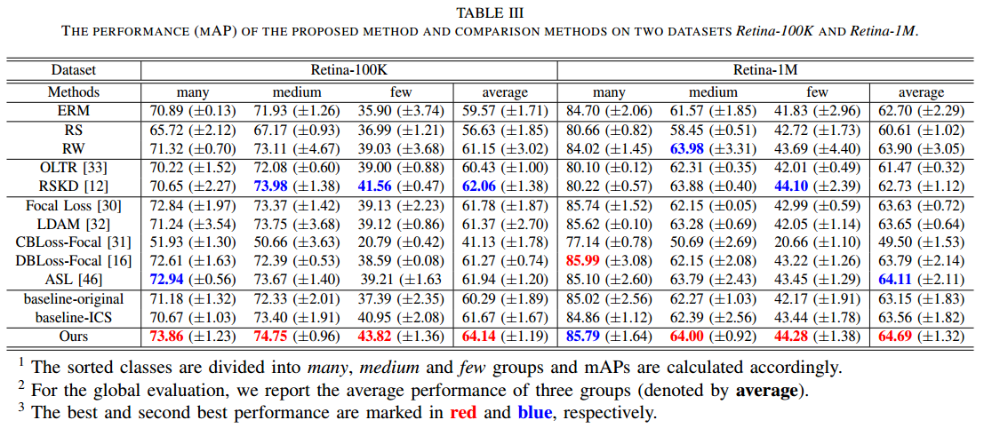 TABLE III
THE PERFORMANCE (MAP) OF THE PROPOSED METHOD AND COMPARISON METHODS ON TWO DATASETS Retina-100K AND Retina-1M.
Dataset Retina-100K Retina-1M
Methods many medium few average many medium few average
ERM 70.89 (±0.13) 71.93 (±1.26) 35.90 (±3.74) 59.57 (±1.71) 84.70 (±2.06) 61.57 (±1.85) 41.83 (±2.96) 62.70 (±2.29)
RS 65.72 (±2.12) 67.17 (±0.93) 36.99 (±1.21) 56.63 (±1.85) 80.66 (±0.82) 58.45 (±0.51) 42.72 (±1.73) 60.61 (±1.02)
RW 71.32 (±0.70) 73.11 (±4.67) 39.03 (±3.68) 61.15 (±3.02) 84.02 (±1.45) 63.98 (±3.31) 43.69 (±4.40) 63.90 (±3.05)
OLTR [33] 70.22 (±1.52) 72.08 (±0.60) 39.00 (±0.88) 60.43 (±1.00) 80.10 (±0.12) 62.31 (±0.35) 42.01 (±0.49) 61.47 (±0.32)
RSKD [12] 70.65 (±2.27) 73.98 (±1.38) 41.56 (±0.47) 62.06 (±1.38) 80.22 (±0.57) 63.88 (±0.40) 44.10 (±2.39) 62.73 (±1.12)
Focal Loss [30] 72.84 (±1.97) 73.37 (±1.42) 39.13 (±2.23) 61.78 (±1.87) 85.74 (±1.52) 62.15 (±0.05) 42.99 (±0.59) 63.63 (±0.72)
LDAM [32] 71.24 (±3.54) 73.75 (±3.68) 39.12 (±0.86) 61.37 (±2.70) 85.62 (±0.10) 63.28 (±0.69) 42.05 (±1.14) 63.65 (±0.64)
CBLoss-Focal [31] 51.93 (±1.30) 50.66 (±3.63) 20.79 (±0.42) 41.13 (±1.78) 77.14 (±0.78) 50.69 (±2.69) 20.66 (±1.10) 49.50 (±1.53)
DBLoss-Focal [16] 72.61 (±1.63) 72.39 (±0.53) 38.59 (±0.08) 61.27 (±0.74) 85.99 (±3.08) 62.15 (±2.08) 43.22 (±1.26) 63.79 (±2.14)
ASL [46] 72.94 (±0.56) 73.67 (±1.40) 39.21 (±1.63 61.94 (±1.20) 85.10 (±2.60) 63.79 (±2.43) 43.45 (±1.29) 64.11 (±2.11)
baseline-original 71.18 (±1.32) 72.33 (±2.01) 37.39 (±2.35) 60.29 (±1.89) 85.02 (±2.56) 62.27 (±1.03) 42.17 (±1.91) 63.15 (±1.83)
baseline-ICS 70.67 (±1.03) 73.40 (±1.91) 40.95 (±2.08) 61.67 (±1.67) 84.86 (±1.12) 62.39 (±2.56) 43.44 (±1.78) 63.56 (±1.82)
Ours 73.86 (±1.23) 74.75 (±0.96) 43.82 (±1.36) 64.14 (±1.19) 85.79 (±1.64) 64.00 (±0.92) 44.28 (±1.38) 64.69 (±1.32)
1 The sorted classes are divided into many, medium and few groups and mAPs are calculated accordingly.
2 For the global evaluation, we report the average performance of three groups (denoted by average).
3 The best and second best performance are marked in red and blue, respectively.